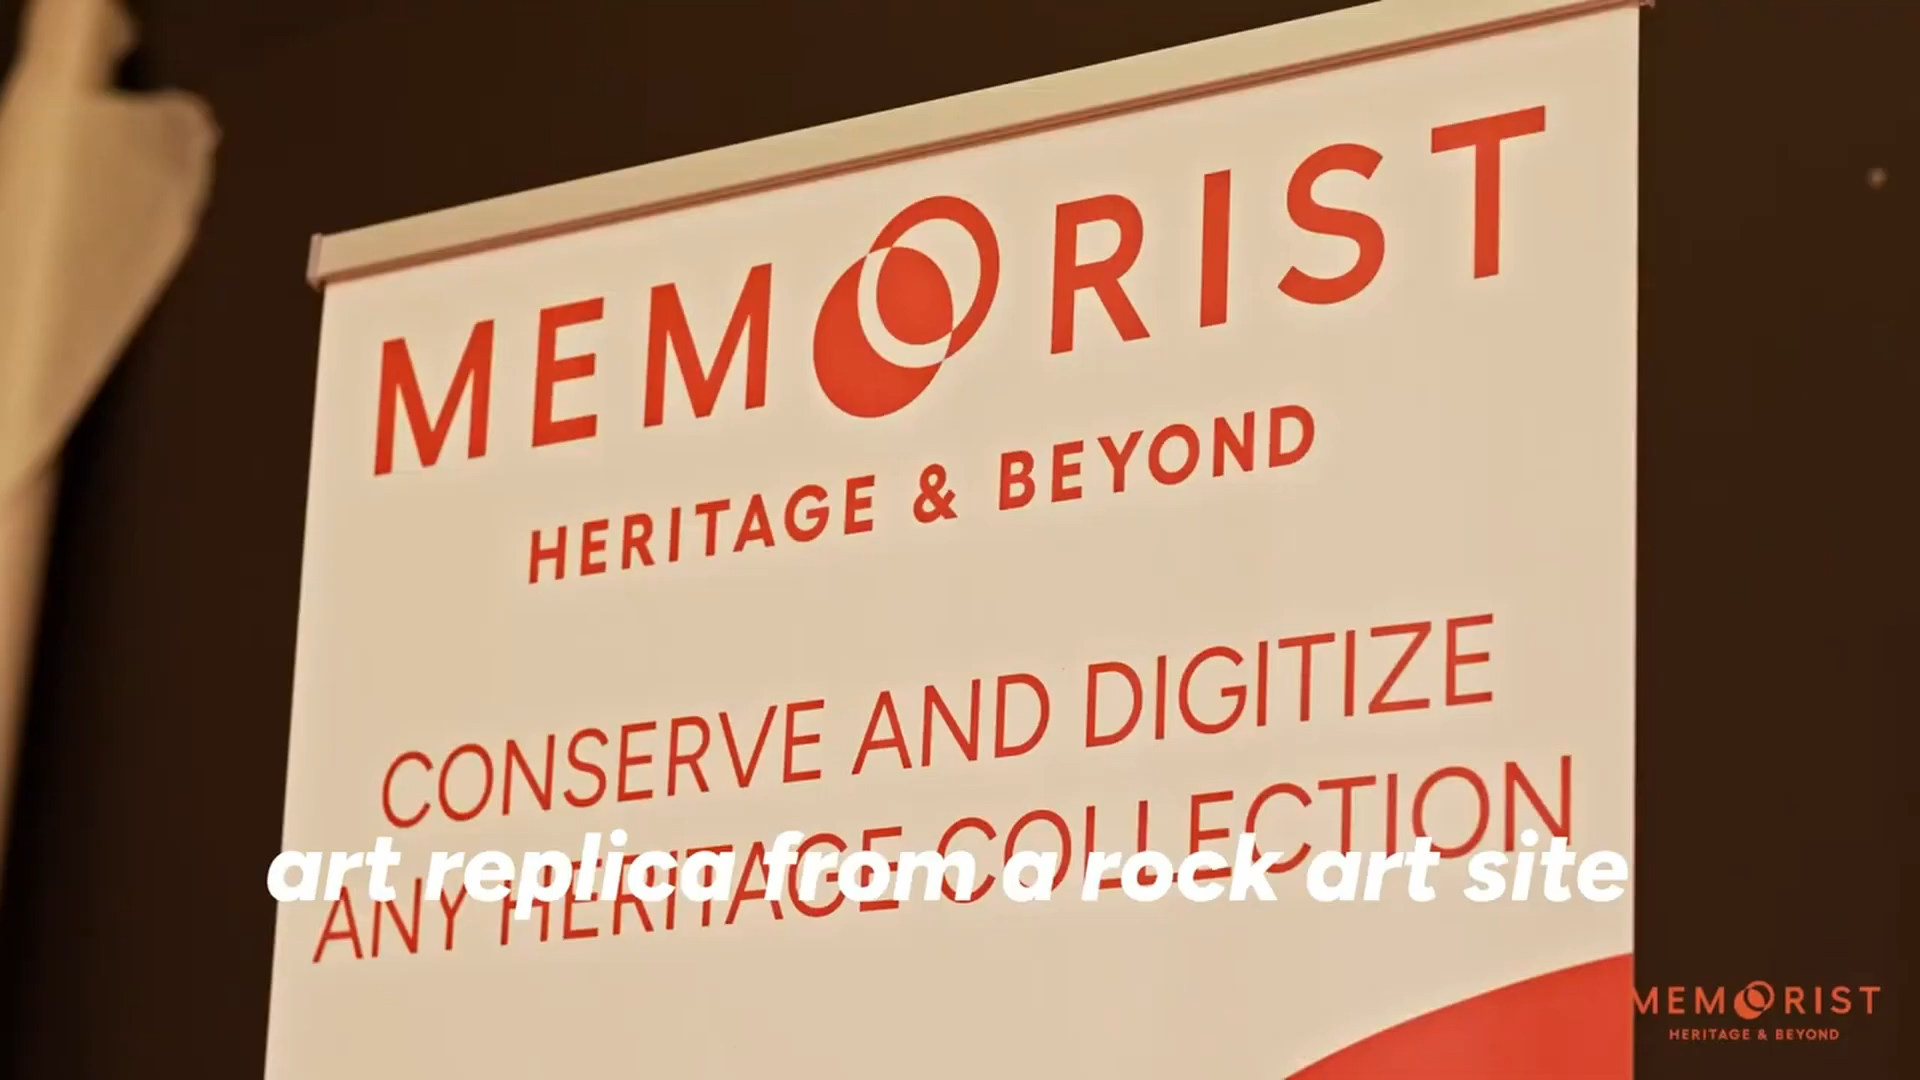 MEMORIST
HERITAGE & BEYOND
CONSERVE AND DIGITIZE
ANY HERITAGE COLLECTION
art replica from a rock art site
MEMORIST
HERITAGE & BEYOND